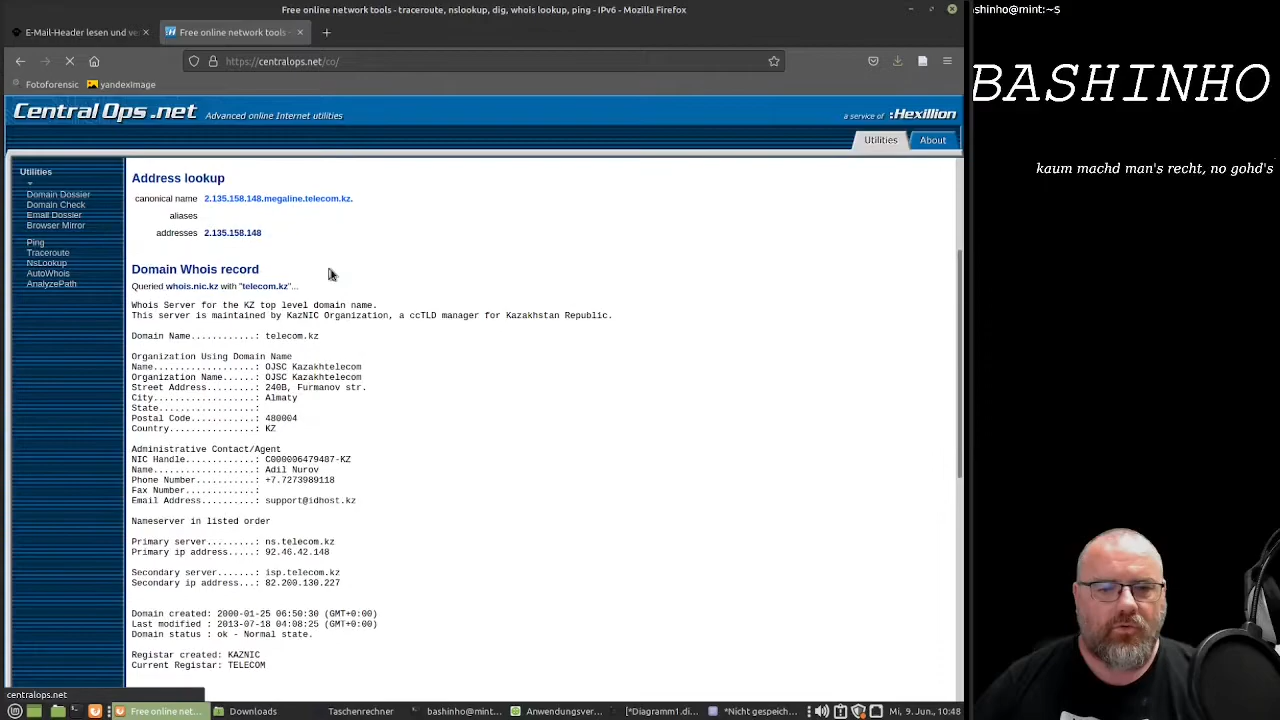 Free online network tools - traceroute, nslookup, dig, whois lookup, ping - IPv6 - Mozilla Firefox
E-Mail-Header lesen und ve
Free online network tools -
https://centralops.net/co/
Fotoforensic
yandeximage
Central Ops .net Advanced online Internet utilities
a service of :Hexillion
Utilities
About
Utilities
Domain Dossier
Domain Check
Email Dossier
Browser Mirror
Ping
Traceroute
NsLookup
AutoWhois
AnalyzePath
Address lookup
canonical name 2.135.158.148.megaline.telecom.kz.
aliases
addresses 2.135.158.148
Domain Whois record
Queried whois.nic.kz with "telecom.kz"...
Whois Server for the KZ top level domain name.
This server is maintained by KazNIC Organization, a ccTLD manager for Kazakhstan Republic.
Domain Name............: telecom.kz
Organization Using Domain Name
Name...................: OJSC Kazakhtelecom
Organization Name......: OJSC Kazakhtelecom
Street Address.........: 240B, Furmanov str.
City...................: Almaty
State..................:
Postal Code............: 480004
Country................: KZ
Administrative Contact/Agent
NIC Handle.............: C000006479487-KZ
Name...................: Adil Nurov
Phone Number...........: +7.7273989118
Fax Number.............:
Email Address..........: support@idhost.kz
Nameserver in listed order
Primary server.........: ns.telecom.kz
Primary ip address.....: 92.46.42.148
Secondary server.......: isp.telecom.kz
Secondary ip address...: 82.200.130.227
Domain created: 2000-01-25 06:50:30 (GMT+0:00)
Last modified : 2013-07-18 04:08:25 (GMT+0:00)
Domain status : ok - Normal state.
Registar created: KAZNIC
Current Registar: TELECOM
centralops.net
Free online net...
Downloads
Taschenrechner
bashinho@mint...
Anwendungsver...
[*Diagramm1.di...
*Nicht gespeich...
Mi, 9. Jun., 10:48
ashinho@mint:~s
BASHINHO
kaum machd man's recht, no gohd's